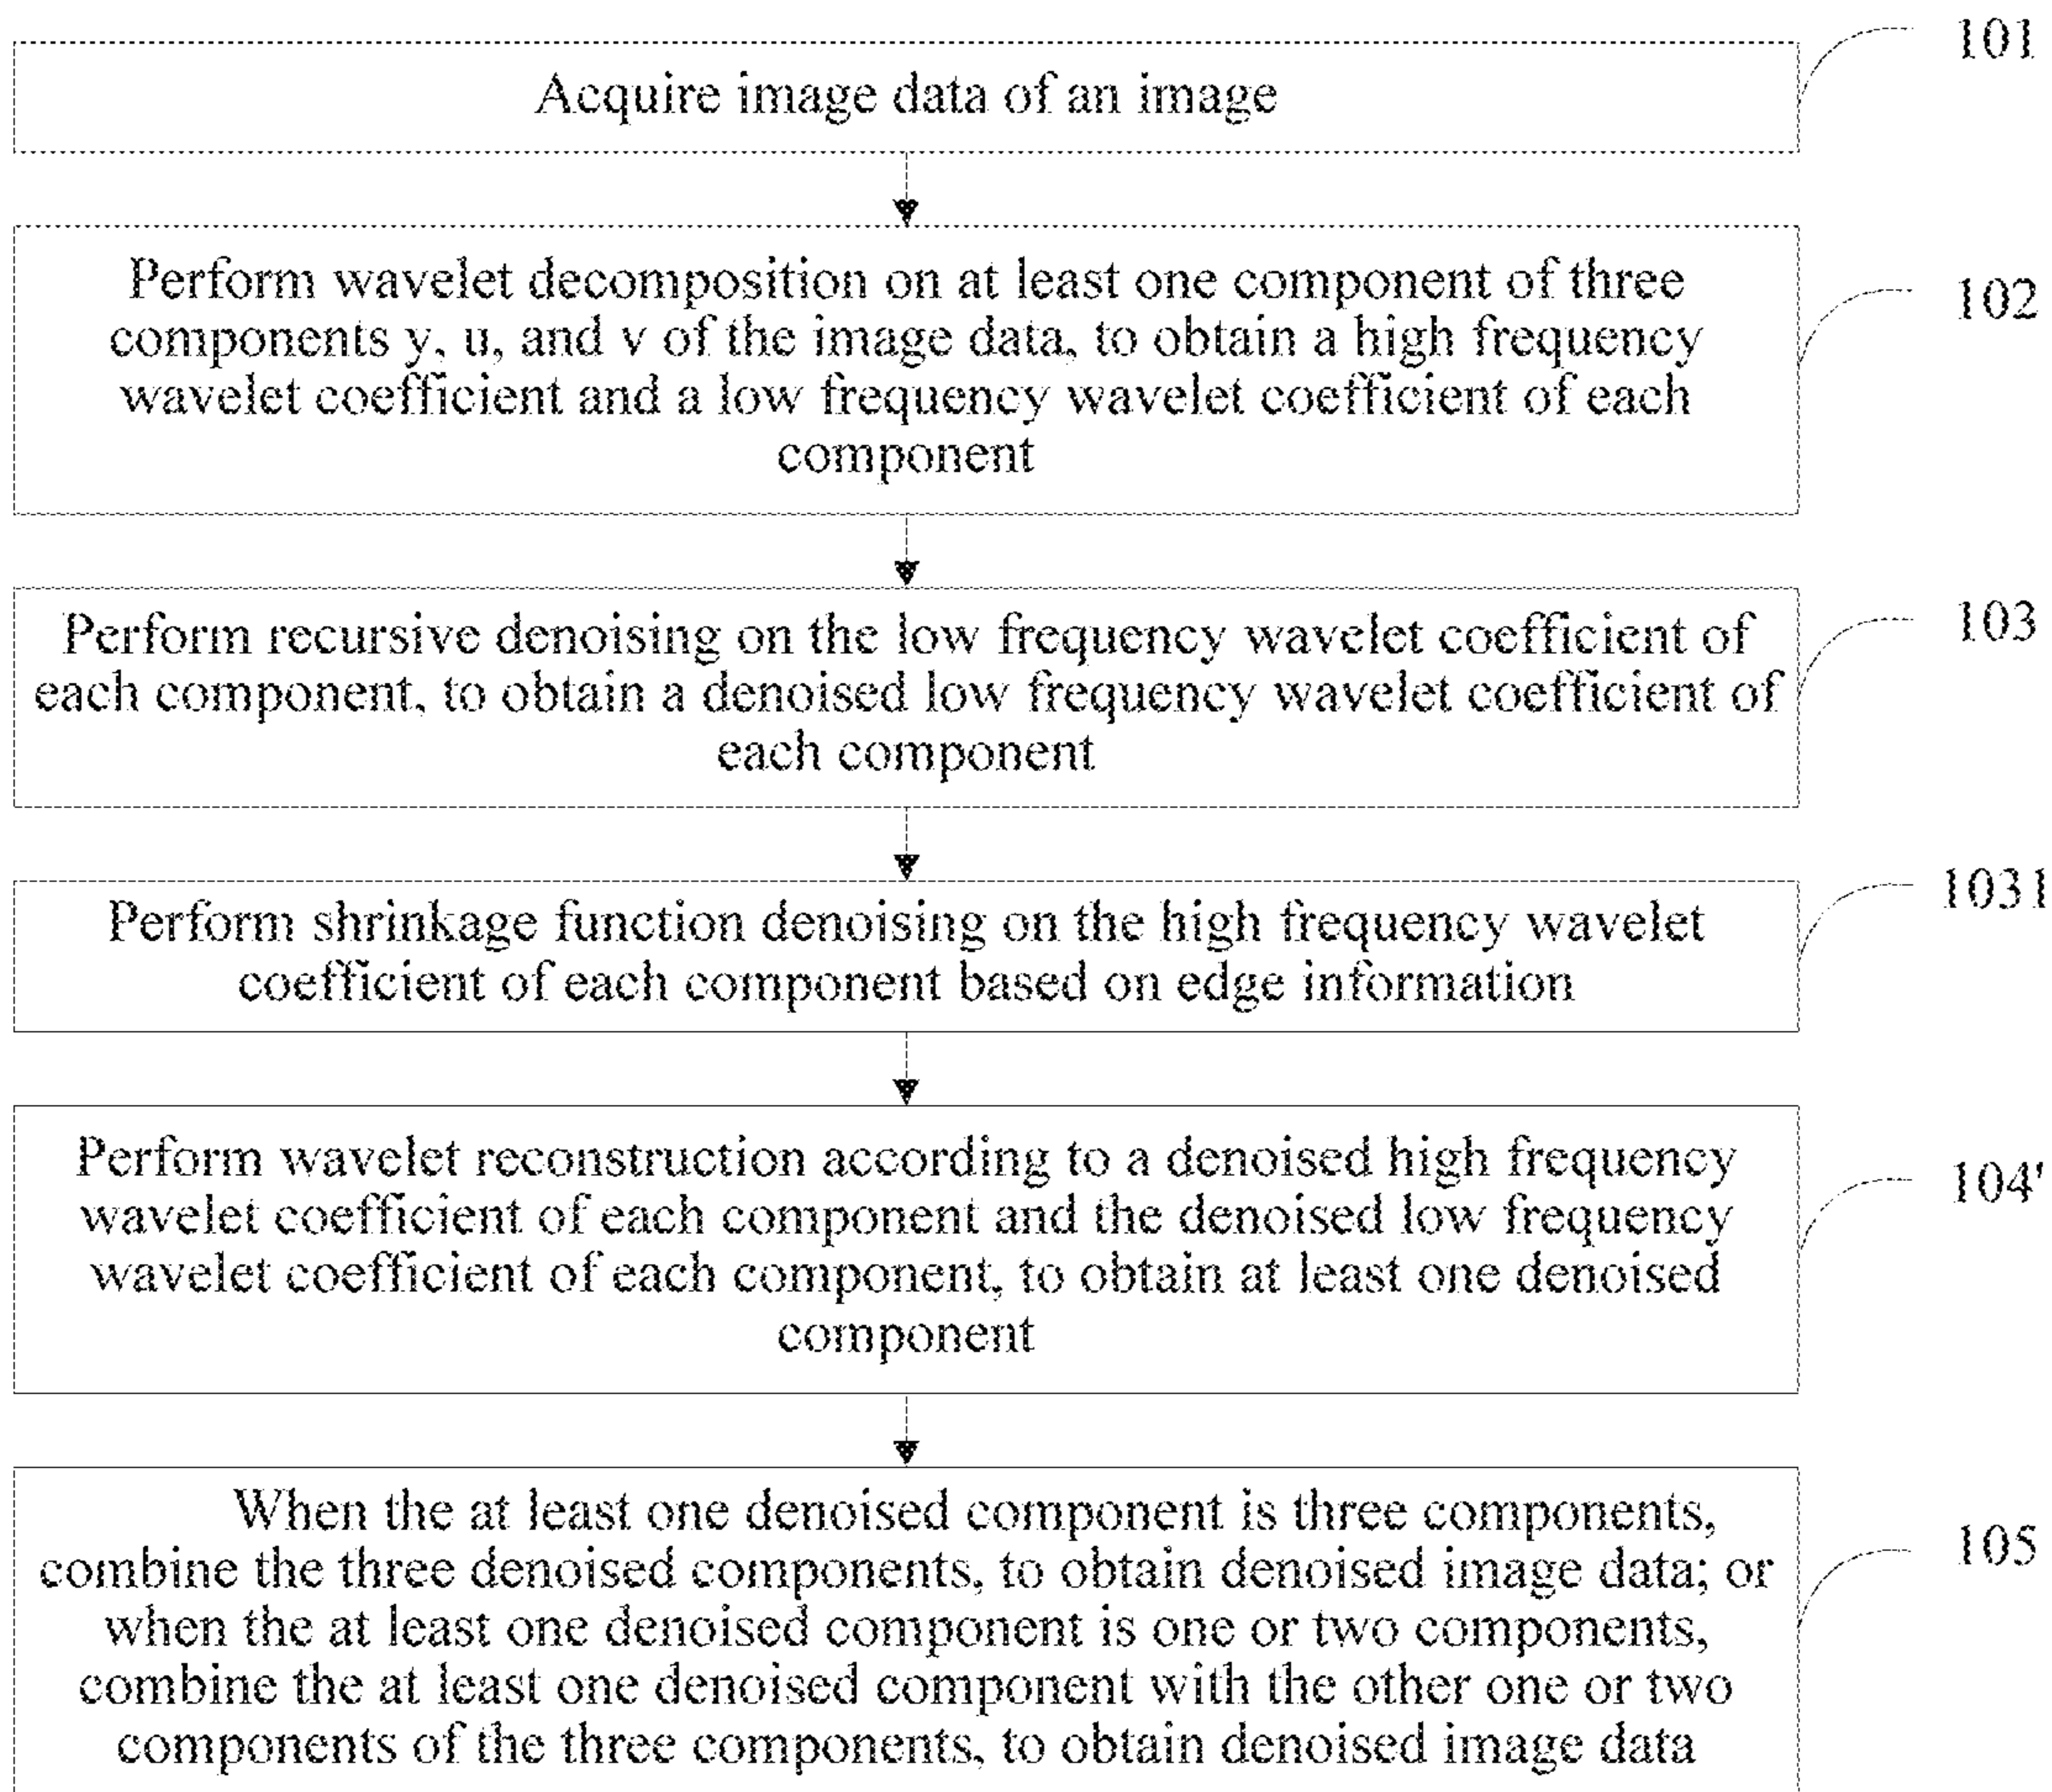 101
Acquire image data of an image
Perform wavelet decomposition on at least one component of three
components y, u, and v of the image data, to obtain a high frequency
wavelet coefficient and a low frequency wavelet coefficient of each
component
102
Perform recursive denoising on the low frequency wavelet coefficient of
each component, to obtain a denoised low frequency wavelet coefficient of
each component
103
Perform shrinkage function denoising on the high frequency wavelet
coefficient of each component based on edge information
1031
Perform wavelet reconstruction according to a denoised high frequency
wavelet coefficient of each component and the denoised low frequency
wavelet coefficient of each component, to obtain at least one denoised
component
104'
When the at least one denoised component is three components,
combine the three denoised components, to obtain denoised image data; or
when the at least one denoised component is one or two components,
combine the at least one denoised component with the other one or two
components of the three components, to obtain denoised image data
105